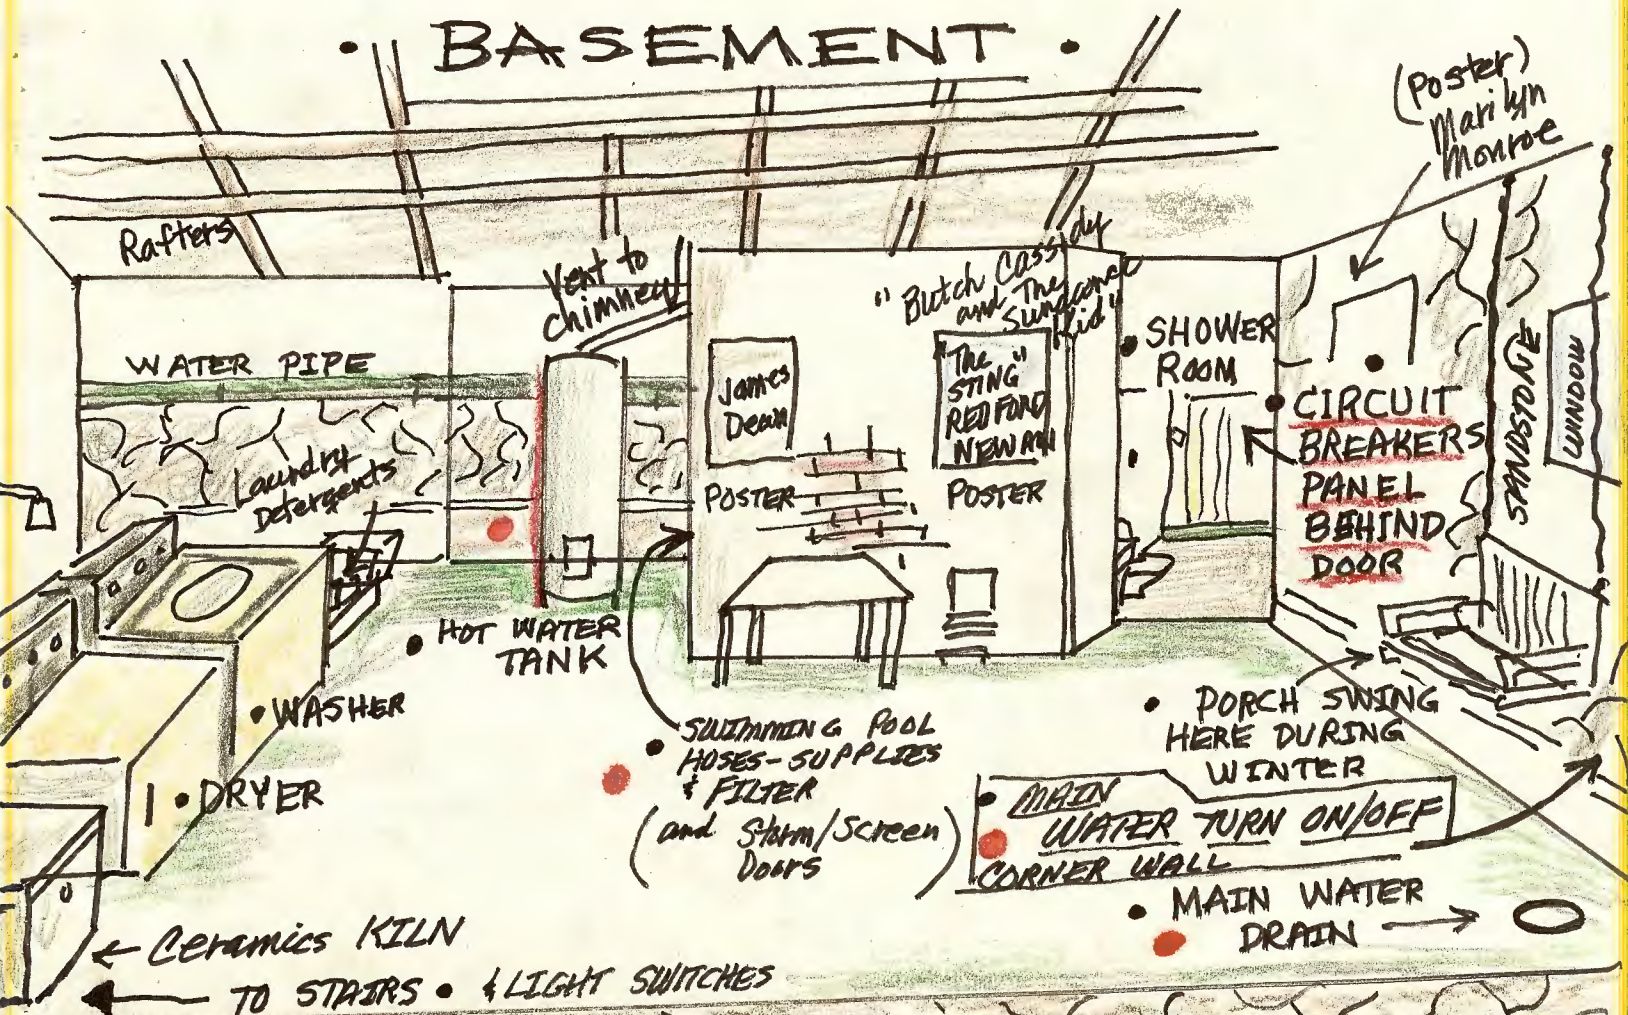 • BASEMENT •
(Poster)
Marilyn
Monroe
Rafters
Vent to
Chimney
"Butch Cassidy
and The
Sundance
Kid"
WATER PIPE
SHOWER
ROOM
James
Dean
"The
STING"
REDFORD
NEWMAN
• CIRCUIT
BREAKERS
PANEL
BEHIND
DOOR
SANDSTONE
WINDOW
Laundry
Detergents
POSTER
POSTER
• HOT WATER
TANK
• WASHER
• DRYER
• SWIMMING POOL
HOSES-SUPPLIES
& FILTER
(and Storm/Screen
Doors)
• PORCH SWING
HERE DURING
WINTER
• MAIN
WATER TURN ON/OFF
CORNER WALL
• MAIN WATER
DRAIN →
← Ceramics KILN
← TO STAIRS • & LIGHT SWITCHES